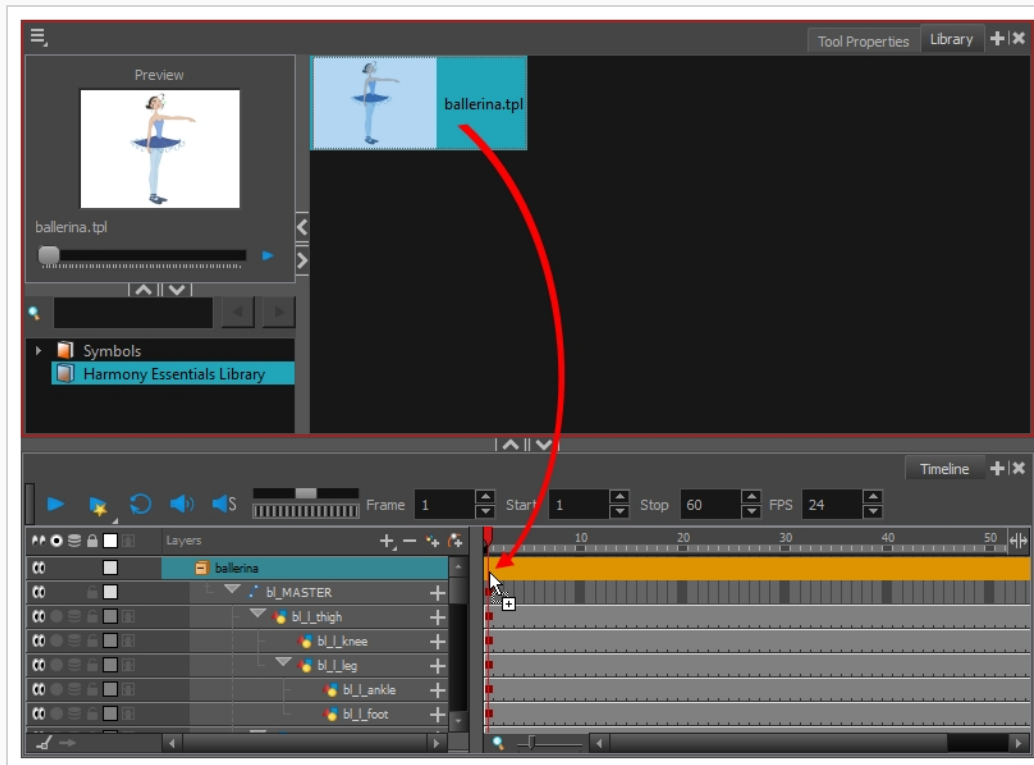 Tool Properties Library
Preview
ballerina.tpl
ballerina.tpl
Symbols
Harmony Essentials Library
Timeline
S Frame 1 Start 1 Stop 60 FPS 24
Layers 10 20 30 40 50
ballerina
bl_MASTER
bl_l_thigh
bl_l_knee
bl_l_leg
bl_l_ankle
bl_l_foot